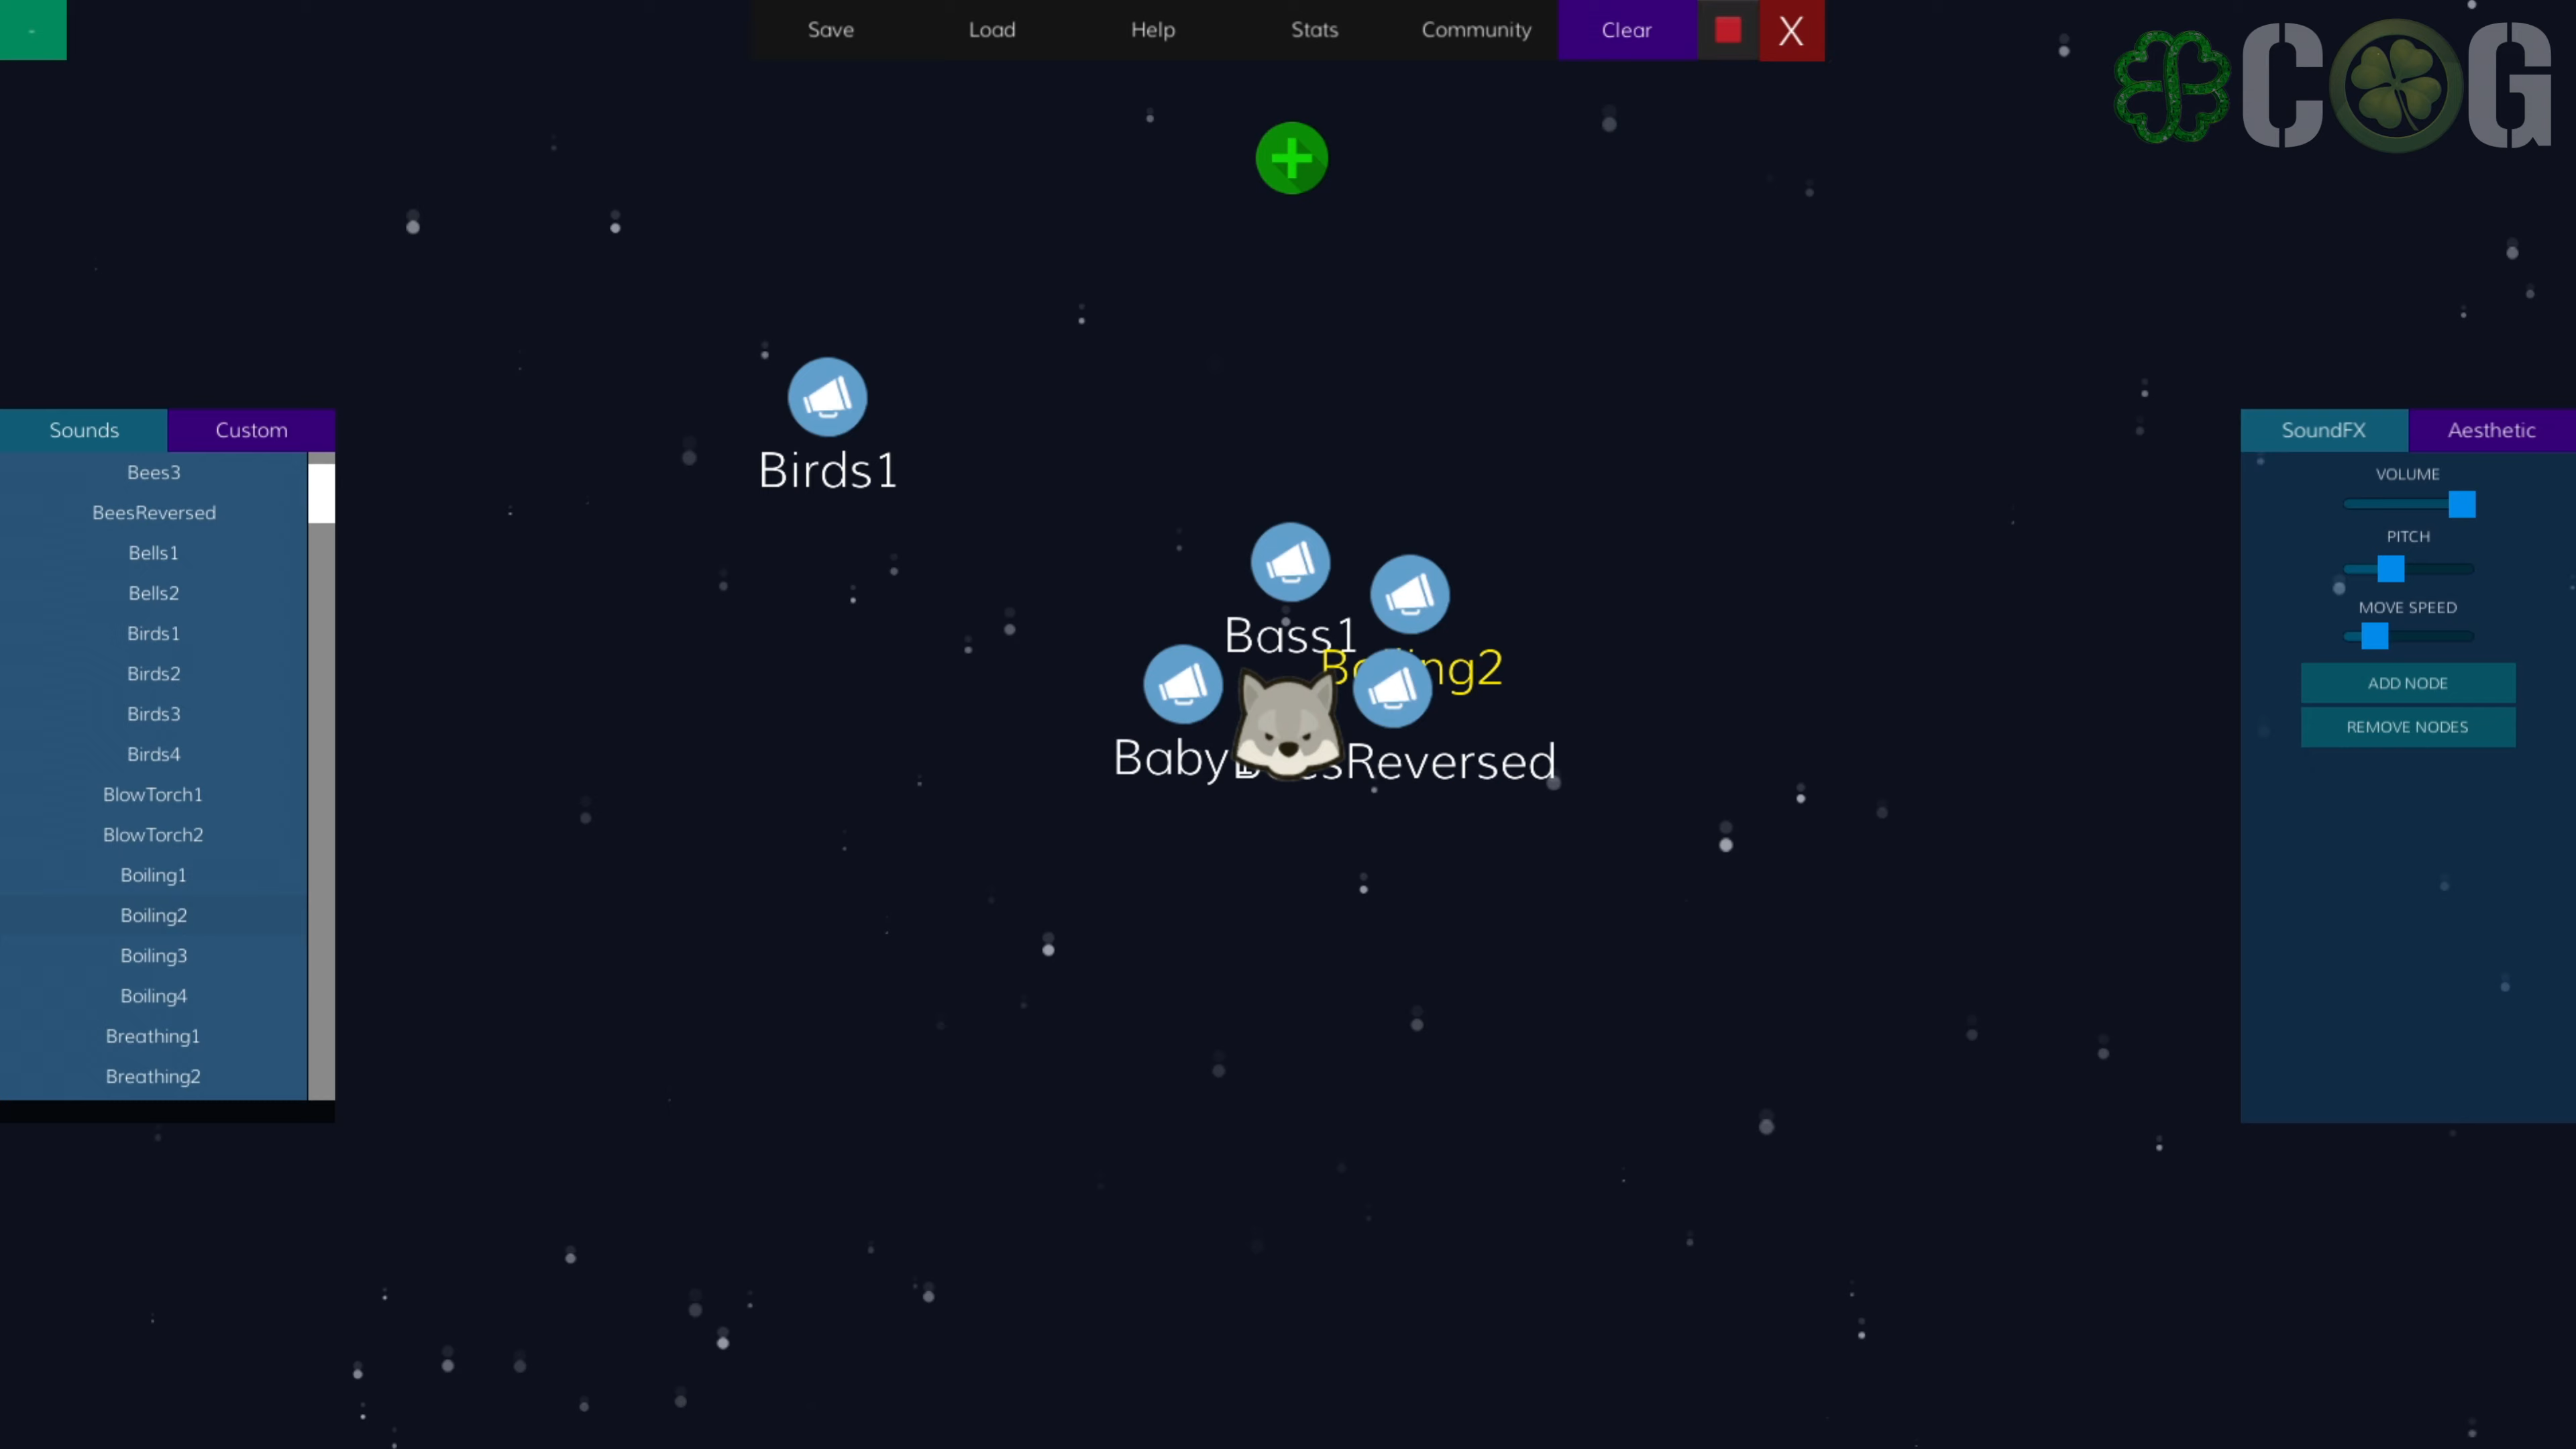 -
Save
Load
Help
Stats
Community
Clear
X
COG
Birds1
Bass1
Baby
Reversed
Sounds
Custom
Bees3
BeesReversed
Bells1
Bells2
Birds1
Birds2
Birds3
Birds4
BlowTorch1
BlowTorch2
Boiling1
Boiling2
Boiling3
Boiling4
Breathing1
Breathing2
SoundFX
Aesthetic
VOLUME
PITCH
MOVE SPEED
ADD NODE
REMOVE NODES